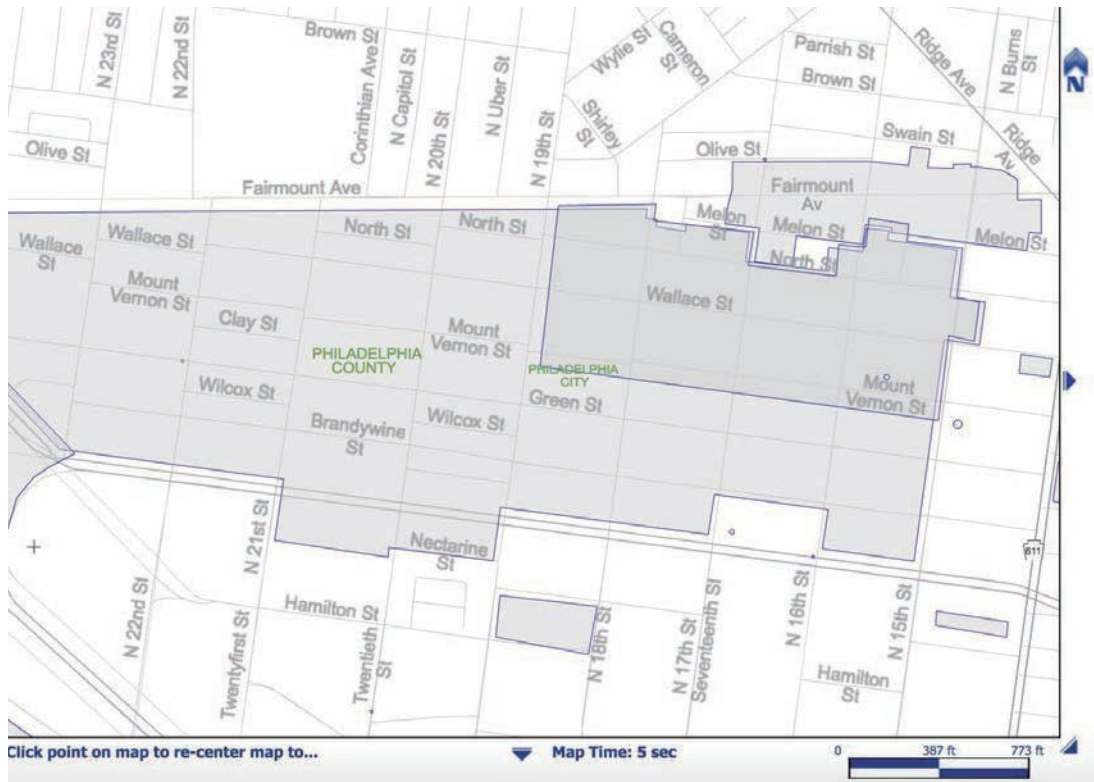 N 23rd St
N 22nd St
Brown St
Corinthian Ave
N Capitol St
N 20th St
N Uber St
N 19th St
Wylie St
Cameron
St
Shirley
St
Parrish St
Brown St
Ridge Ave
N Burns
St
N
Olive St
Fairmount Ave
Olive St
Swain St
Ridge
Av
Fairmount
Av
Wallace
St
Wallace St
North St
North St
Melon
St
Melon St
Melon St
North St
Mount
Vernon St
Clay St
Mount
Vernon St
Wallace St
PHILADELPHIA
COUNTY
PHILADELPHIA
CITY
Wilcox St
Brandywine
St
Wilcox St
Green St
Mount
Vernon St
N 21st St
Nectarine
St
611
N 22nd St
Hamilton St
Twentyfirst St
Twentieth
St
N 18th St
N 17th St
Seventeenth St
N 16th St
N 15th St
Hamilton
St
Click point on map to re-center map to...
Map Time: 5 sec
0 387 ft 773 ft